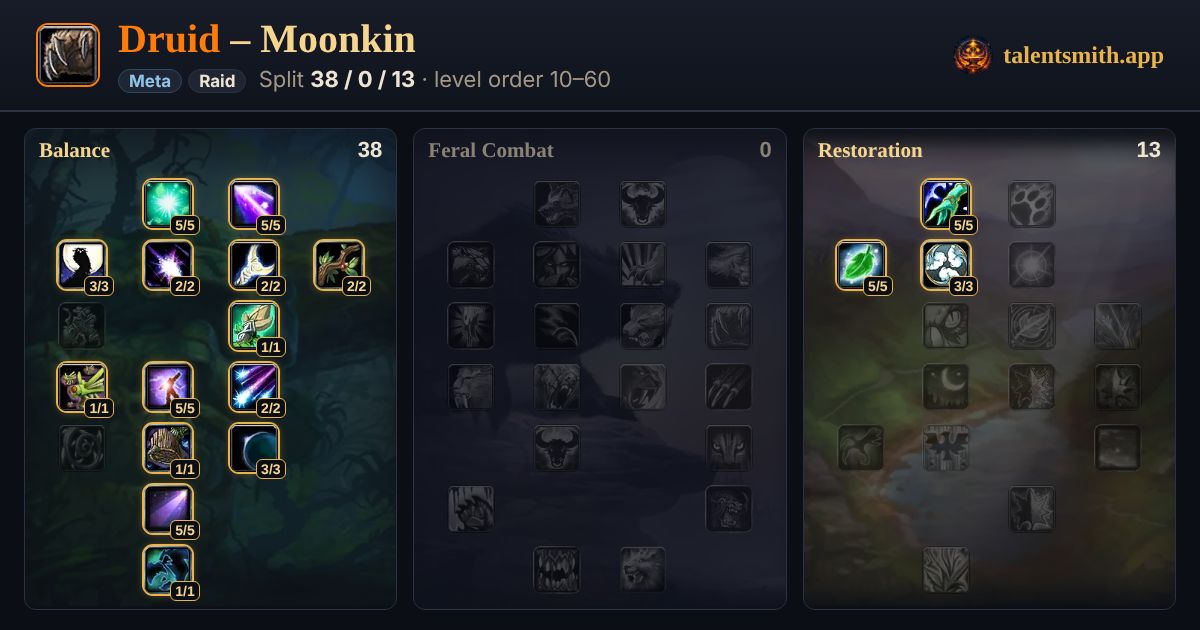 Druid – Moonkin
Meta Raid Split 38 / 0 / 13 · level order 10–60
talentsmith.app
Balance 38
5/5 5/5
3/3 2/2 2/2 2/2
1/1
1/1 5/5 2/2
1/1 3/3
5/5
1/1
Feral Combat 0
Restoration 13
5/5
5/5 3/3